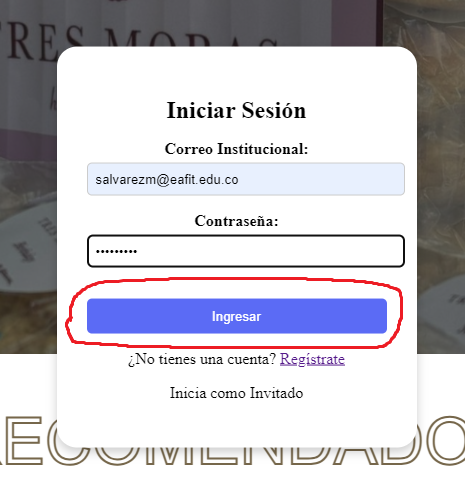 TRES MORAS
Iniciar Sesión
Correo Institucional:
salvarezm@eafit.edu.co
Contraseña:
•••••••••
Ingresar
¿No tienes una cuenta? Regístrate
Inicia como Invitado
RECOMENDADO